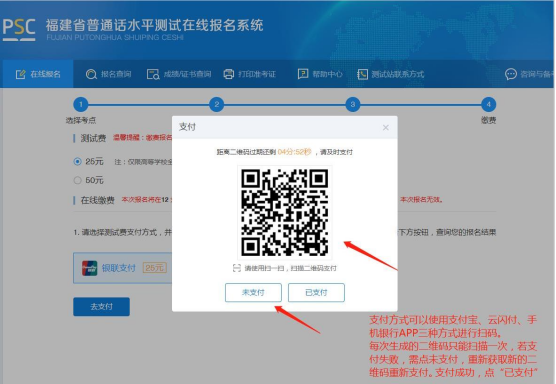 PSC 福建省普通话水平测试在线报名系统
FUJIAN PUTONGHUA SHUIPING CESHI
在线报名 报名查询 成绩/证书查询 打印准考证 帮助中心 测试站联系方式 咨询与备
1 2 3 4
选择考点 缴费
支付 ×
测试费 温馨提醒：缴费报名
距离二维码过期还剩 04分:52秒 ，请及时支付
25元 注：仅限高等学校全
50元
在线缴费 本次报名将在12 本次报名无效。
1. 请选择测试费支付方式，并 下方按钮，查询您的报名结果
银联支付 25元
请使用扫一扫，扫描二维码支付
未支付 已支付
去支付
支付方式可以使用支付宝、云闪付、手
机银行APP三种方式进行扫码。
每次生成的二维码只能扫描一次，若支
付失败，需点未支付，重新获取新的二
维码重新支付。支付成功，点“已支付”